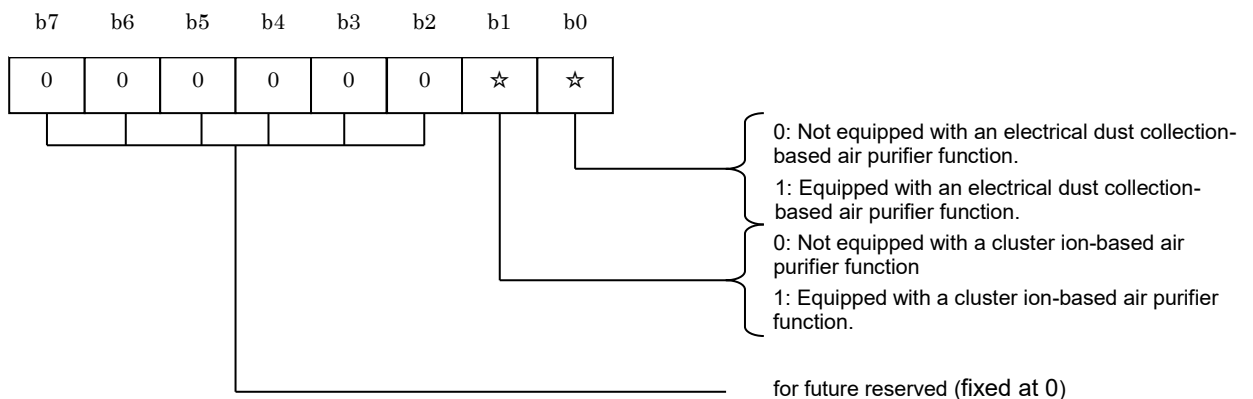 b7 b6 b5 b4 b3 b2 b1 b0
0 0 0 0 0 0 ☆ ☆
0: Not equipped with an electrical dust collection-
based air purifier function.
1: Equipped with an electrical dust collection-
based air purifier function.
0: Not equipped with a cluster ion-based air
purifier function
1: Equipped with a cluster ion-based air purifier
function.
for future reserved (fixed at 0)